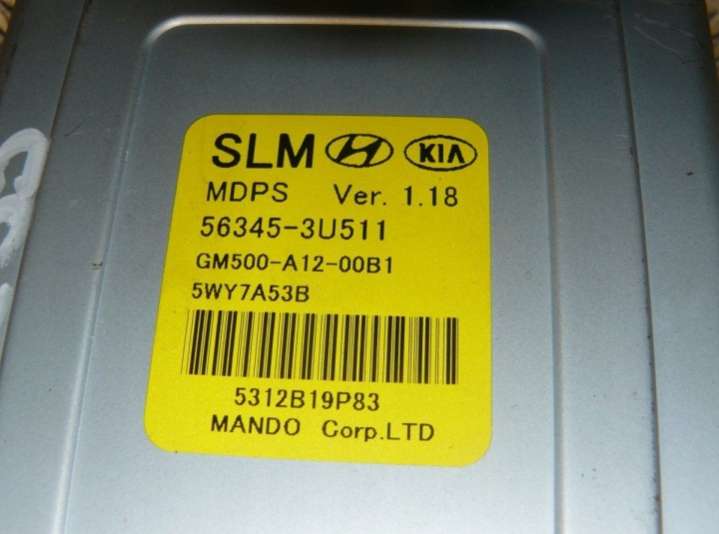 SLM KIA
MDPS Ver. 1.18
56345-3U511
GM500-A12-00B1
5WY7A53B
5312B19P83
MANDO Corp.LTD